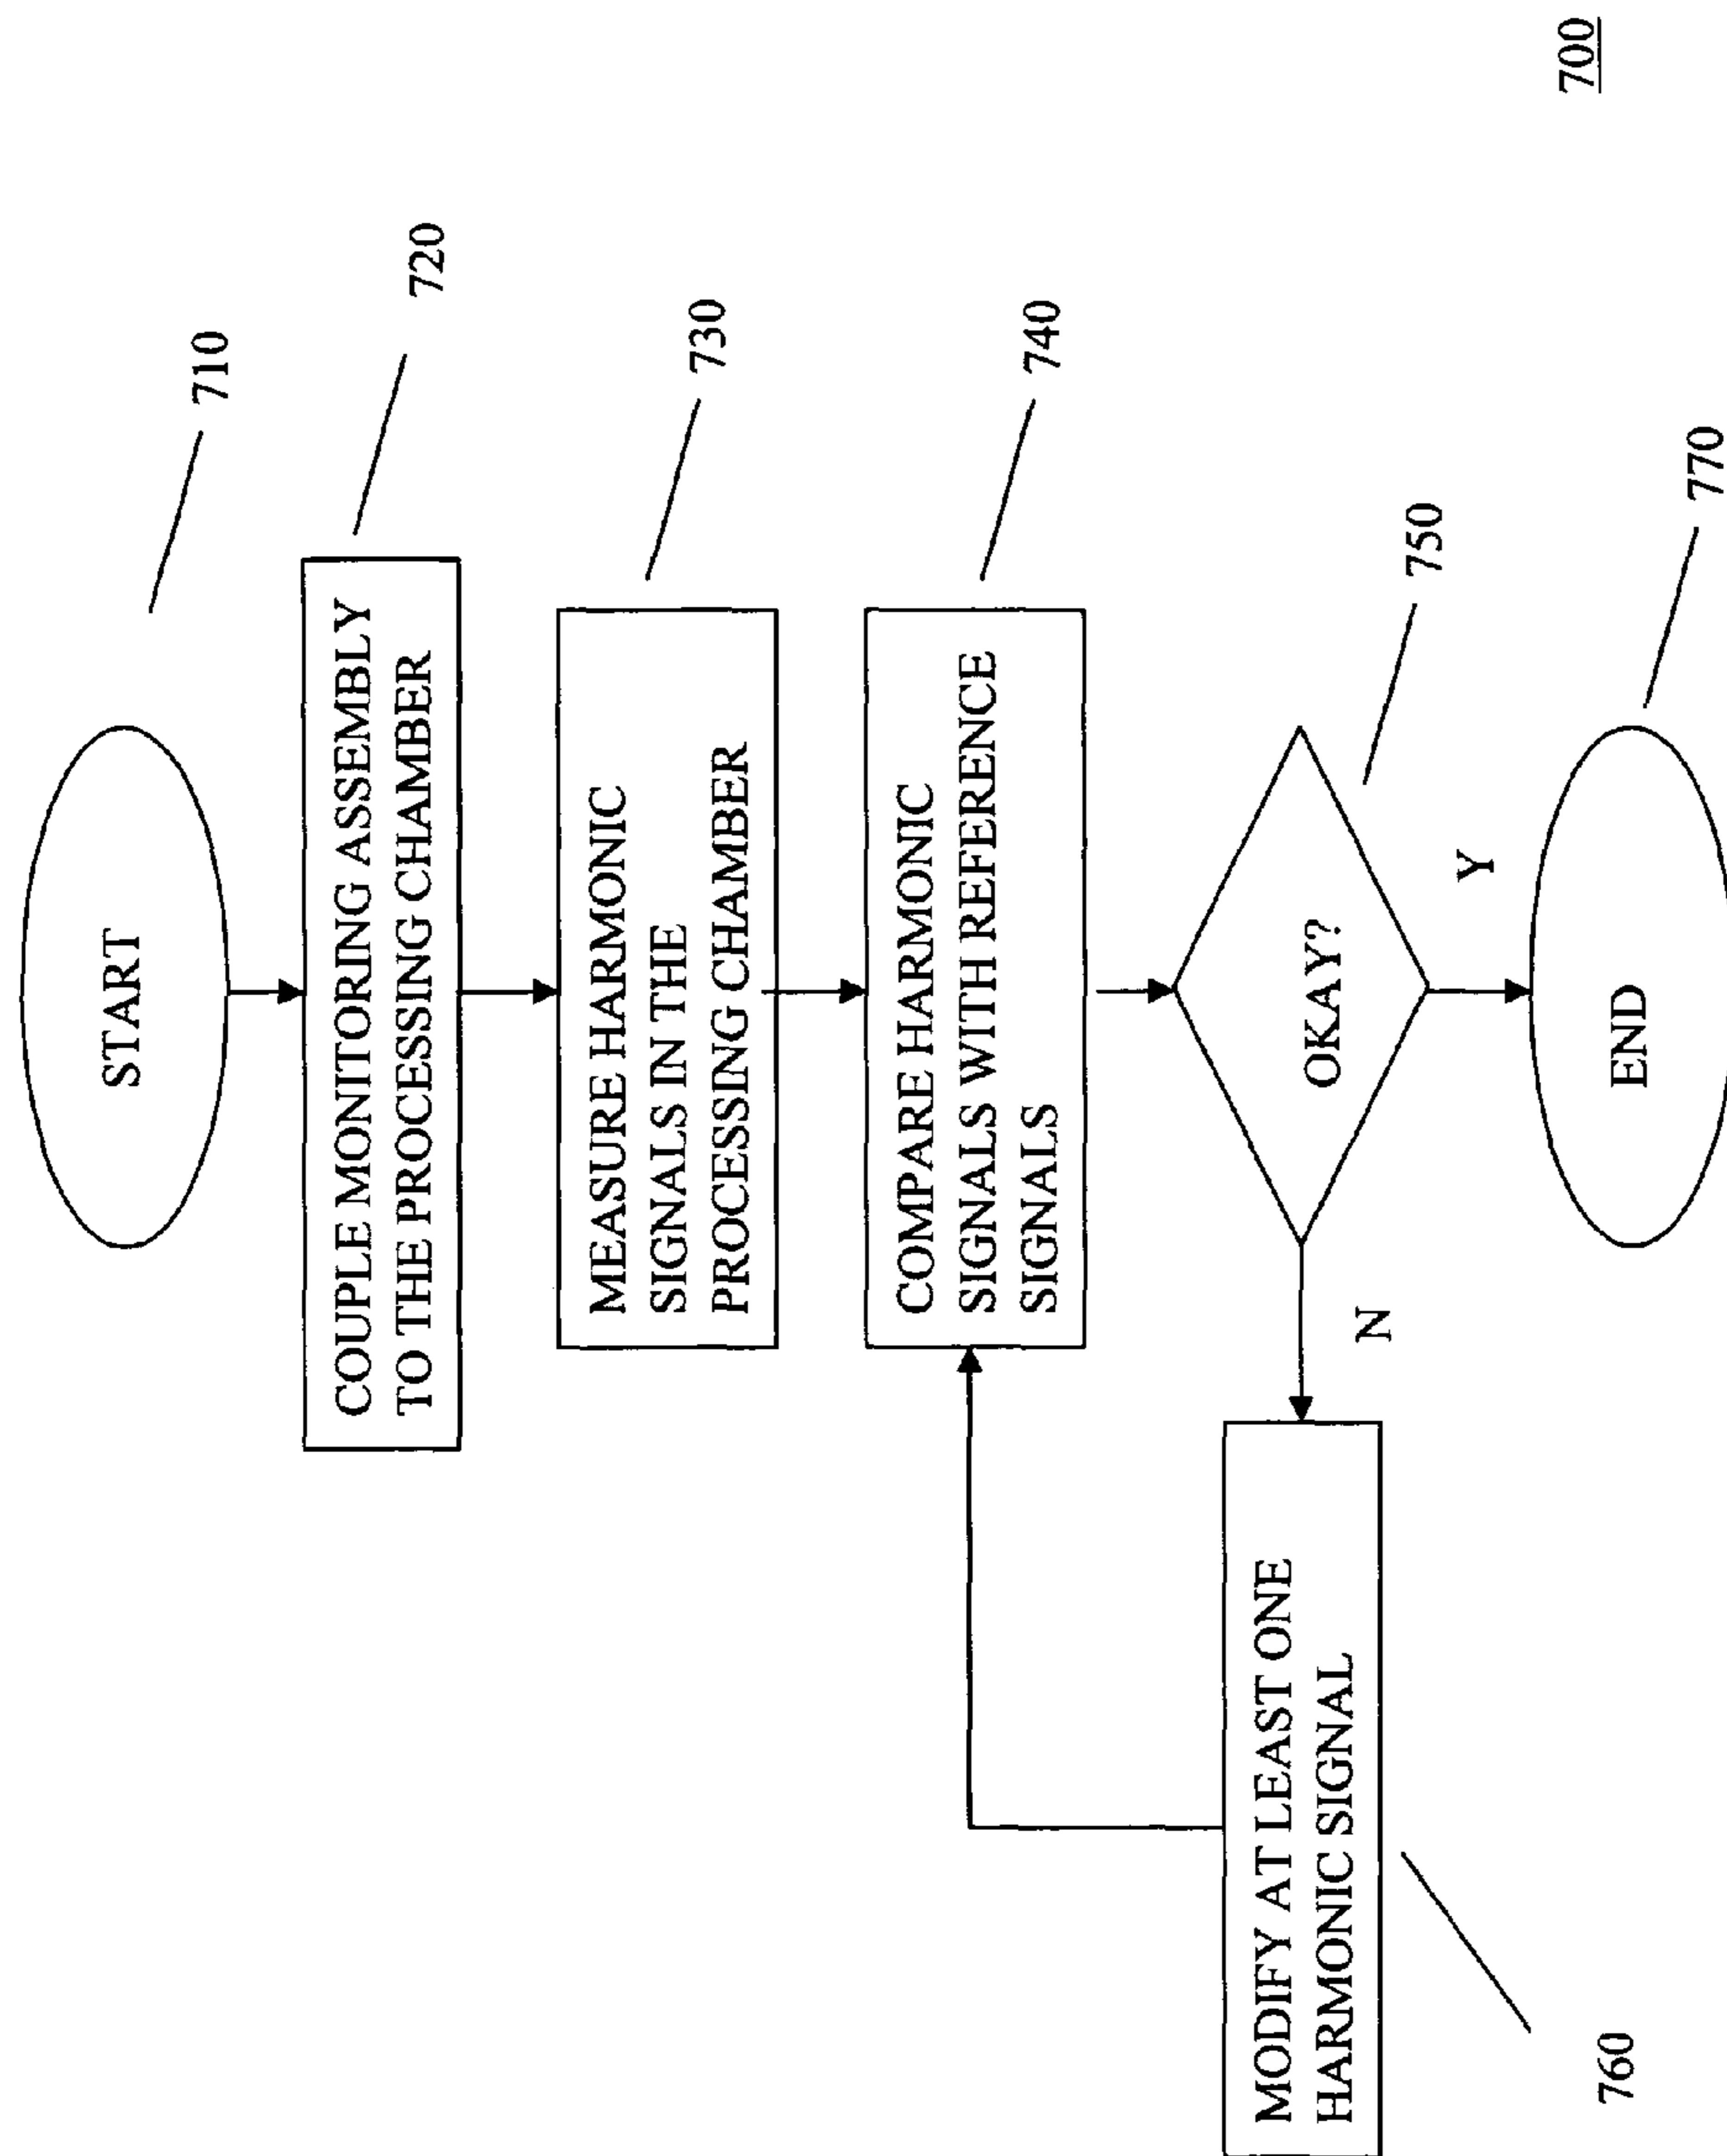 START
710
COUPLE MONITORING ASSEMBLY
TO THE PROCESSING CHAMBER
720
MEASURE HARMONIC
SIGNALS IN THE
PROCESSING CHAMBER
730
COMPARE HARMONIC
SIGNALS WITH REFERENCE
SIGNALS
740
OKAY?
750
N
Y
MODIFY AT LEAST ONE
HARMONIC SIGNAL
760
END
770
700